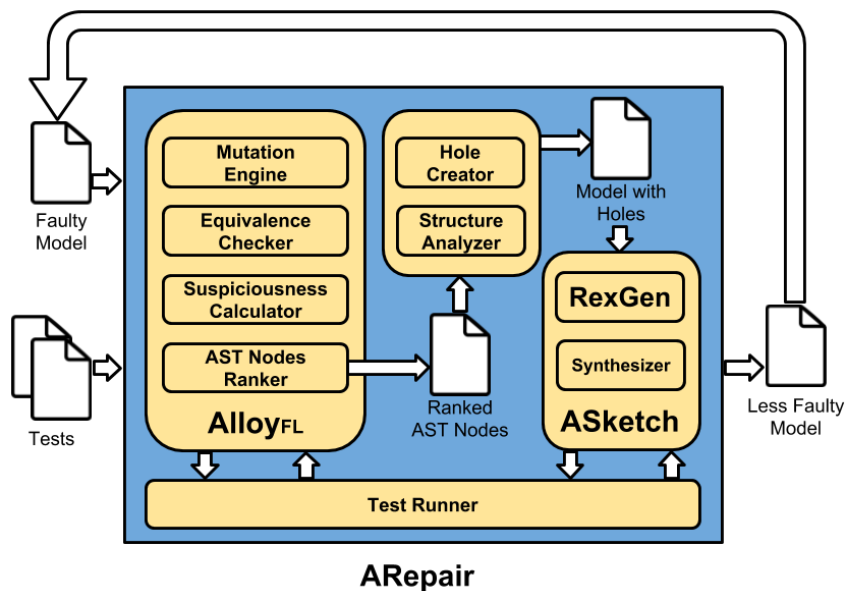 Faulty
Model
Tests
Mutation
Engine
Equivalence
Checker
Suspiciousness
Calculator
AST Nodes
Ranker
AlloyFL
Hole
Creator
Structure
Analyzer
Ranked
AST Nodes
Model with
Holes
RexGen
Synthesizer
ASketch
Less Faulty
Model
Test Runner
ARepair